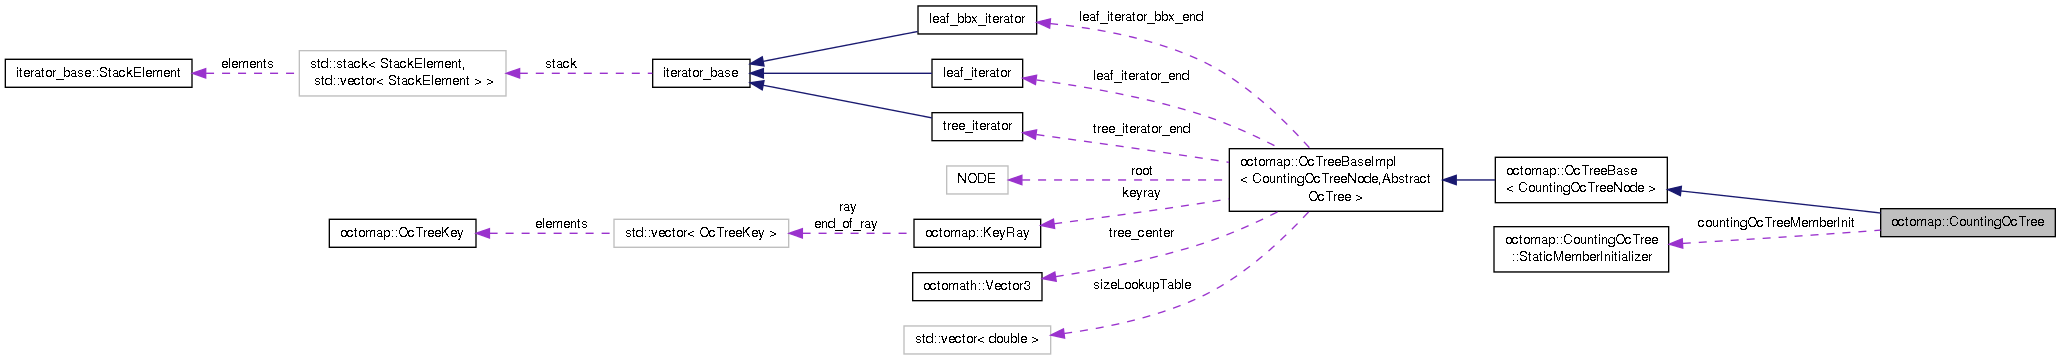 leaf_bbx_iterator
leaf_iterator_bbx_end
iterator_base::StackElement
elements
std::stack< StackElement,
std::vector< StackElement > >
stack
iterator_base
leaf_iterator
leaf_iterator_end
tree_iterator
tree_iterator_end
NODE
root
octomap::OcTreeBaseImpl
< CountingOcTreeNode,Abstract
OcTree >
octomap::OcTreeBase
< CountingOcTreeNode >
octomap::CountingOcTree
keyray
octomap::OcTreeKey
elements
std::vector< OcTreeKey >
ray
end_of_ray
octomap::KeyRay
tree_center
countingOcTreeMemberInit
octomap::CountingOcTree
::StaticMemberInitializer
octomath::Vector3
sizeLookupTable
std::vector< double >